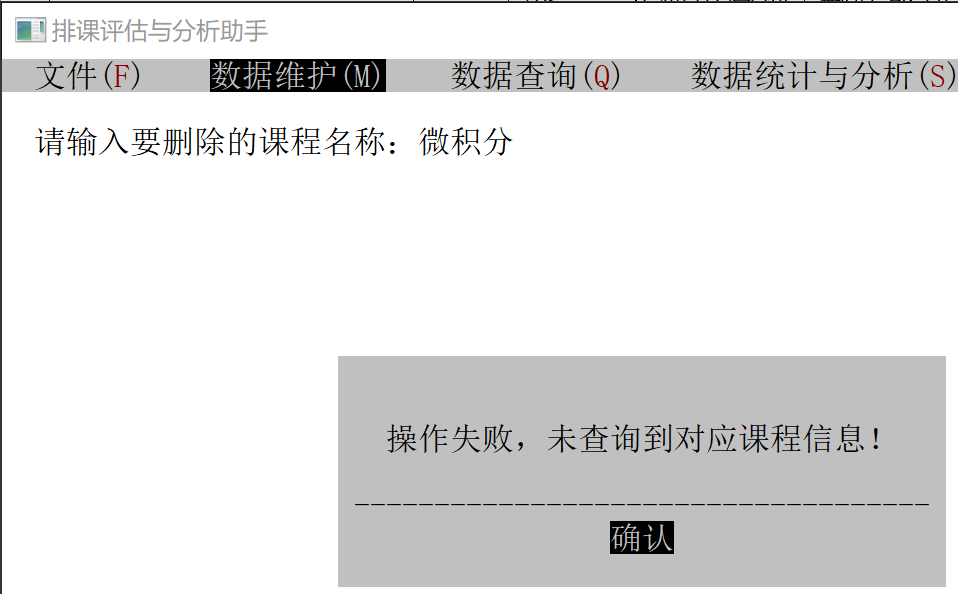 排课评估与分析助手
文件(F) 数据维护(M) 数据查询(Q) 数据统计与分析(S)
请输入要删除的课程名称：微积分
操作失败，未查询到对应课程信息！
------------------------------------
确认